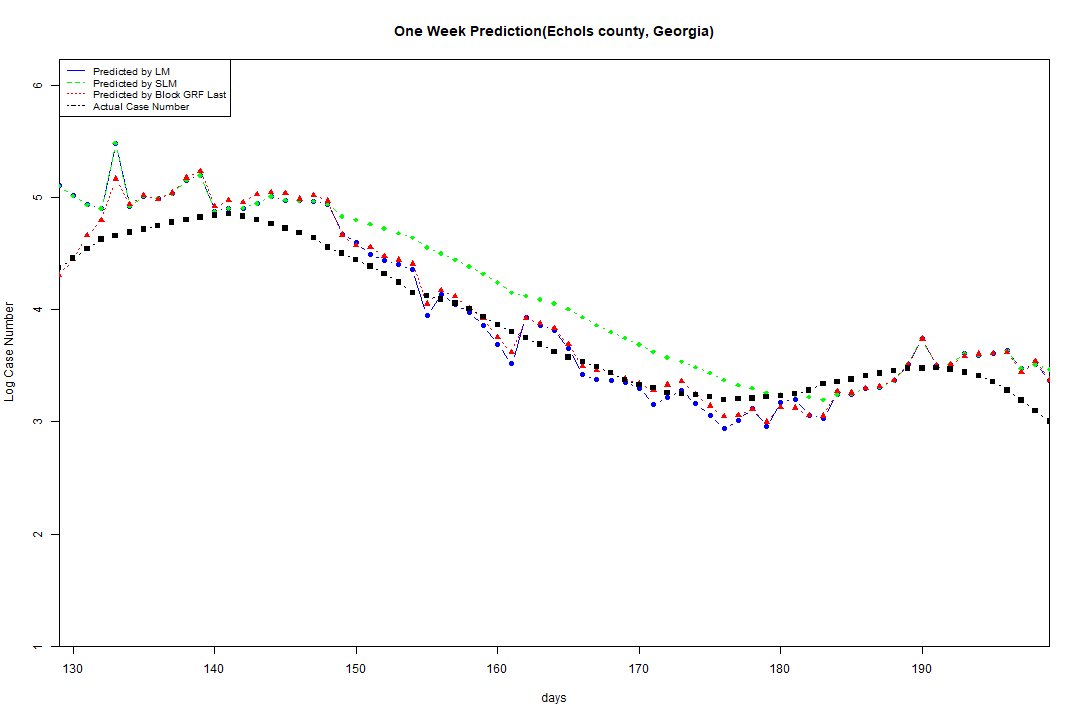 One Week Prediction(Echols county, Georgia)
Predicted by LM
Predicted by SLM
Predicted by Block GRF Last
Actual Case Number
6
5
4
3
2
1
Log Case Number
130 140 150 160 170 180 190
days